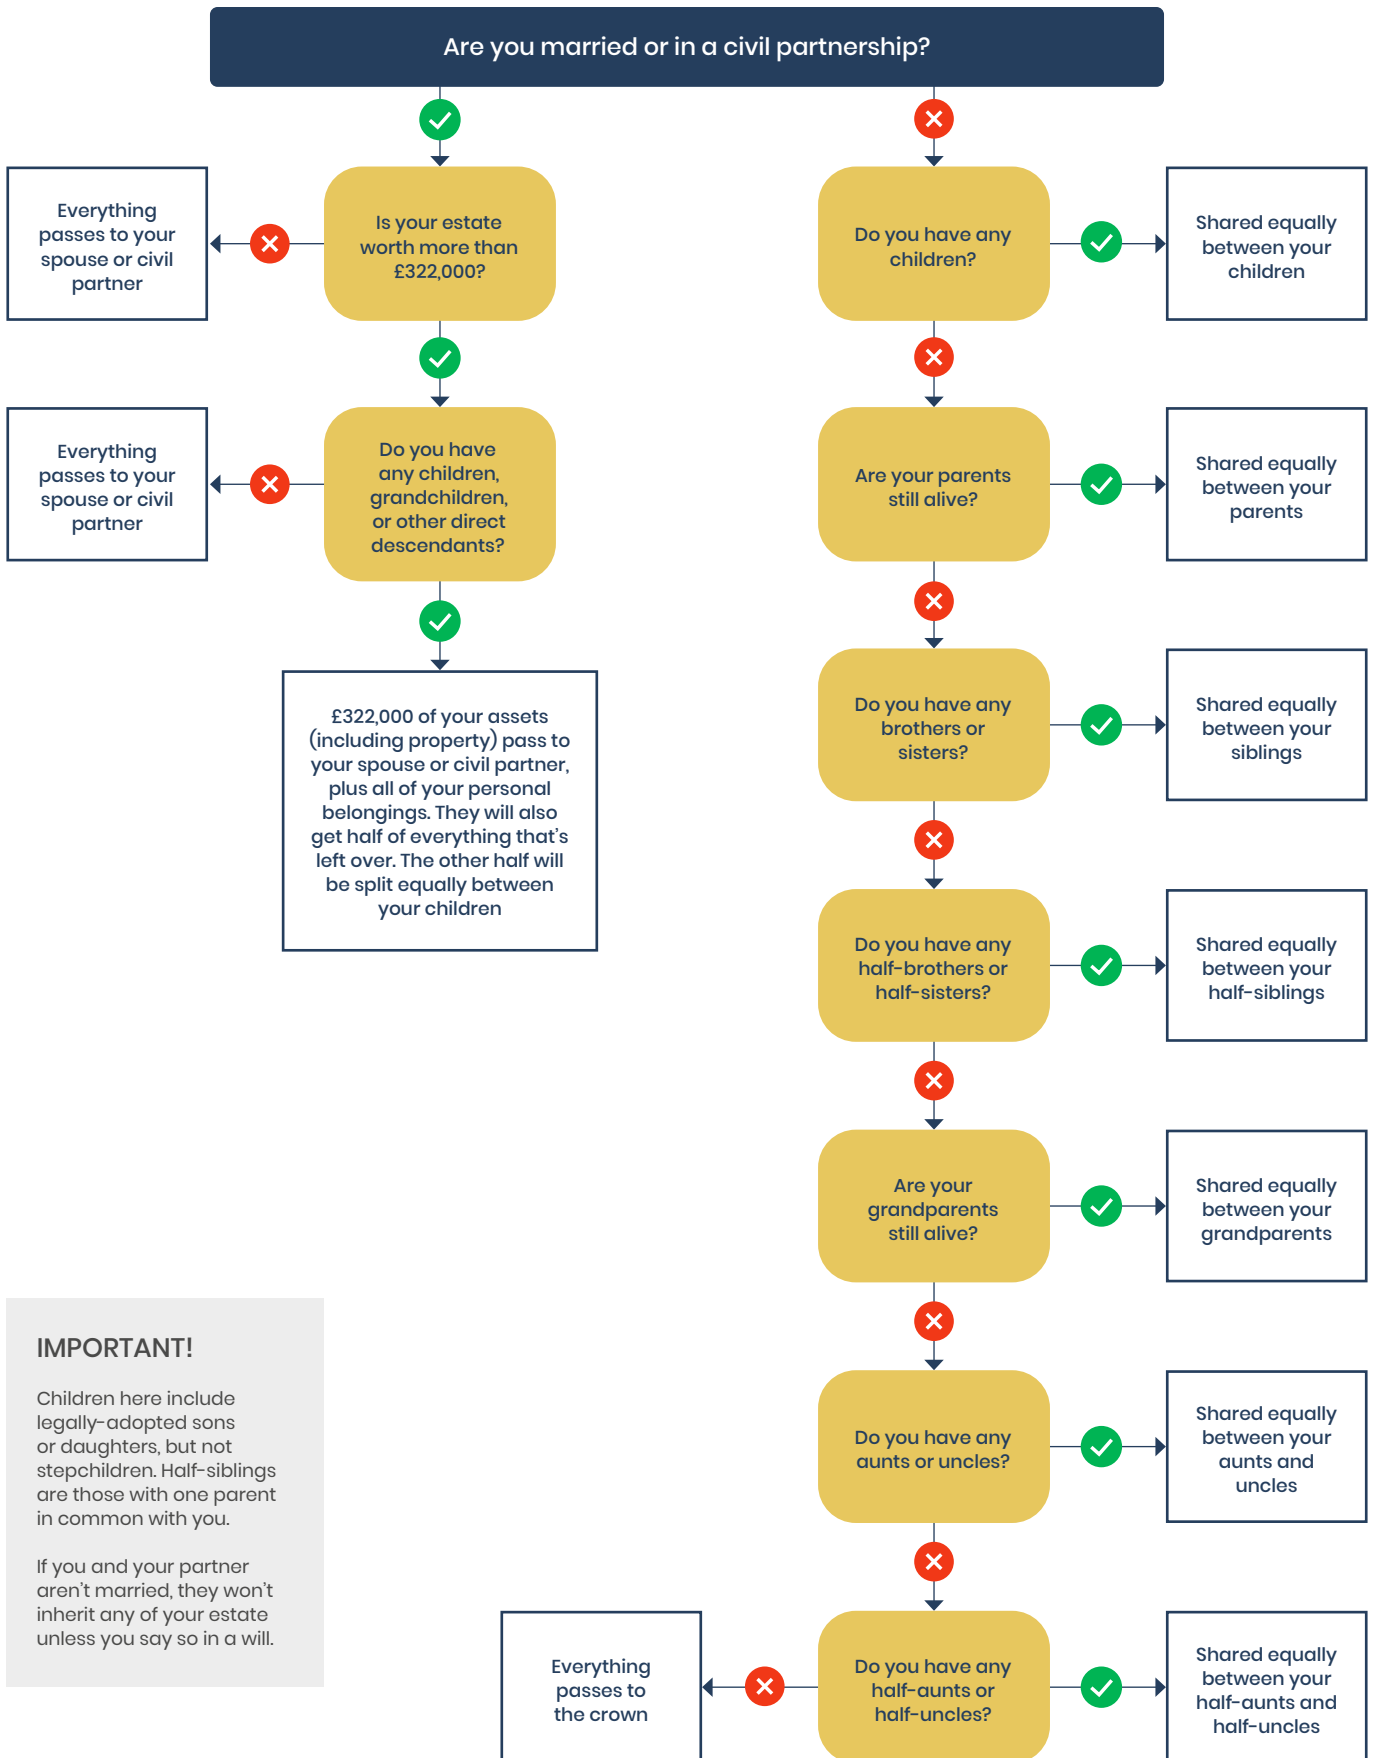 Are you married or in a civil partnership?
Everything
passes to your
spouse or civil
partner
Is your estate
worth more than
£322,000?
Do you have any
children?
Shared equally
between your
children
Everything
passes to your
spouse or civil
partner
Do you have
any children,
grandchildren,
or other direct
descendants?
Are your parents
still alive?
Shared equally
between your
parents
£322,000 of your assets
(including property) pass to
your spouse or civil partner,
plus all of your personal
belongings. They will also
get half of everything that's
left over. The other half will
be split equally between
your children
Do you have any
brothers or
sisters?
Shared equally
between your
siblings
Do you have any
half-brothers or
half-sisters?
Shared equally
between your
half-siblings
Are your
grandparents
still alive?
Shared equally
between your
grandparents
IMPORTANT!
Children here include
legally-adopted sons
or daughters, but not
stepchildren. Half-siblings
are those with one parent
in common with you.
If you and your partner
aren't married, they won't
inherit any of your estate
unless you say so in a will.
Do you have any
aunts or uncles?
Shared equally
between your
aunts and
uncles
Everything
passes to
the crown
Do you have any
half-aunts or
half-uncles?
Shared equally
between your
half-aunts and
half-uncles